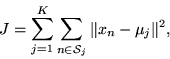 J = \sum_{j=1}^{K} \sum_{n \in \mathcal{S}_j} \|x_n - \mu_j\|^2,